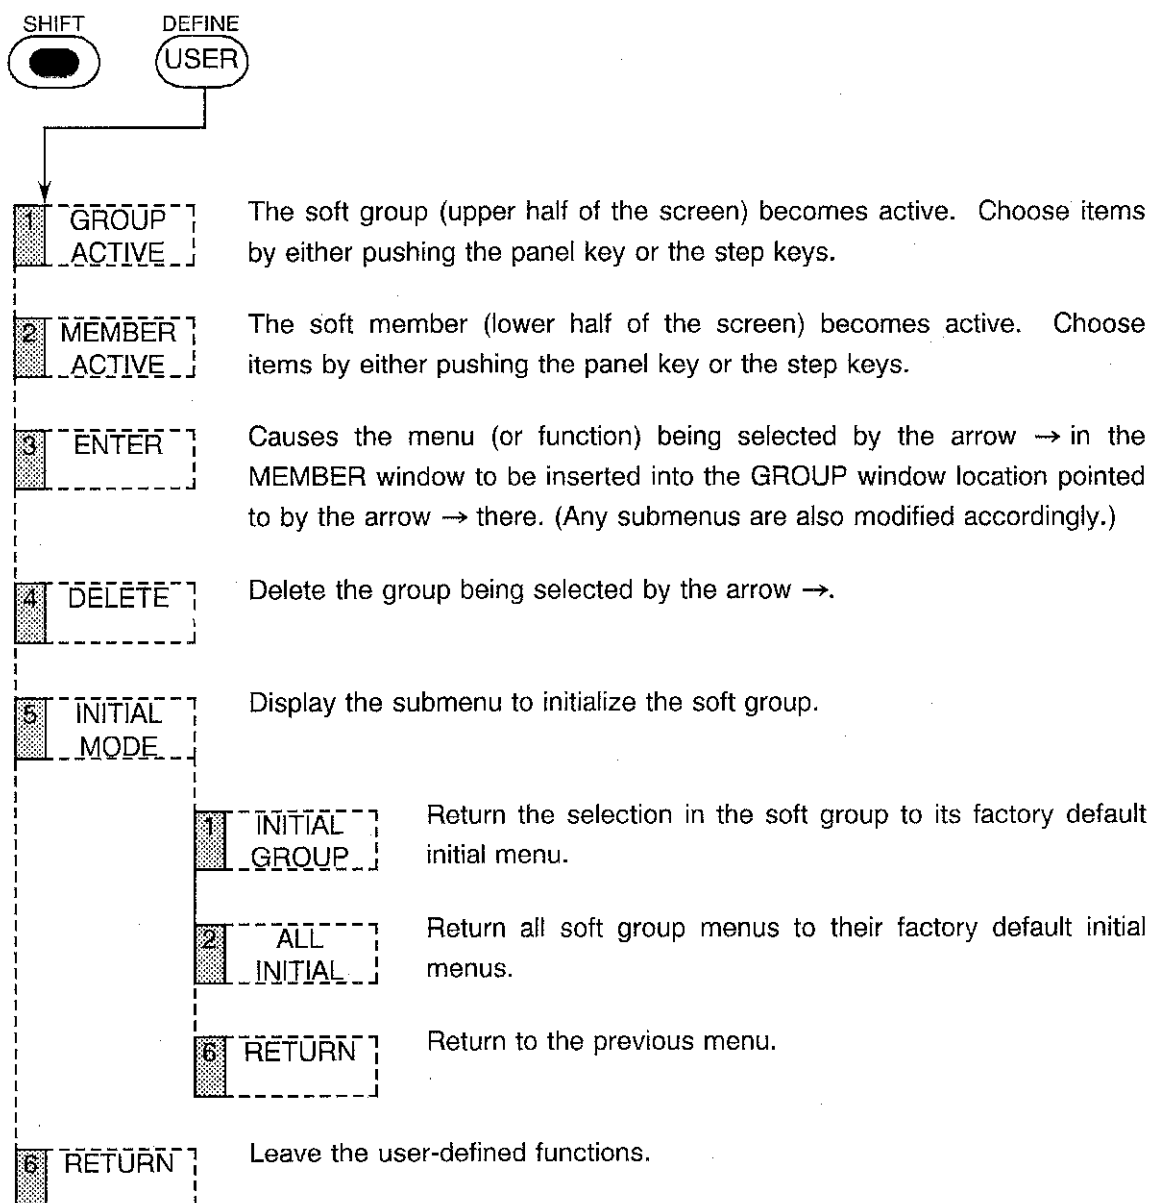 SHIFT DEFINE
USER
1 GROUP ACTIVE
The soft group (upper half of the screen) becomes active. Choose items
by either pushing the panel key or the step keys.
2 MEMBER ACTIVE
The soft member (lower half of the screen) becomes active. Choose
items by either pushing the panel key or the step keys.
3 ENTER
Causes the menu (or function) being selected by the arrow → in the
MEMBER window to be inserted into the GROUP window location pointed
to by the arrow → there. (Any submenus are also modified accordingly.)
4 DELETE
Delete the group being selected by the arrow →.
5 INITIAL MODE
Display the submenu to initialize the soft group.
1 INITIAL GROUP
Return the selection in the soft group to its factory default
initial menu.
2 ALL INITIAL
Return all soft group menus to their factory default initial
menus.
6 RETURN
Return to the previous menu.
6 RETURN
Leave the user-defined functions.